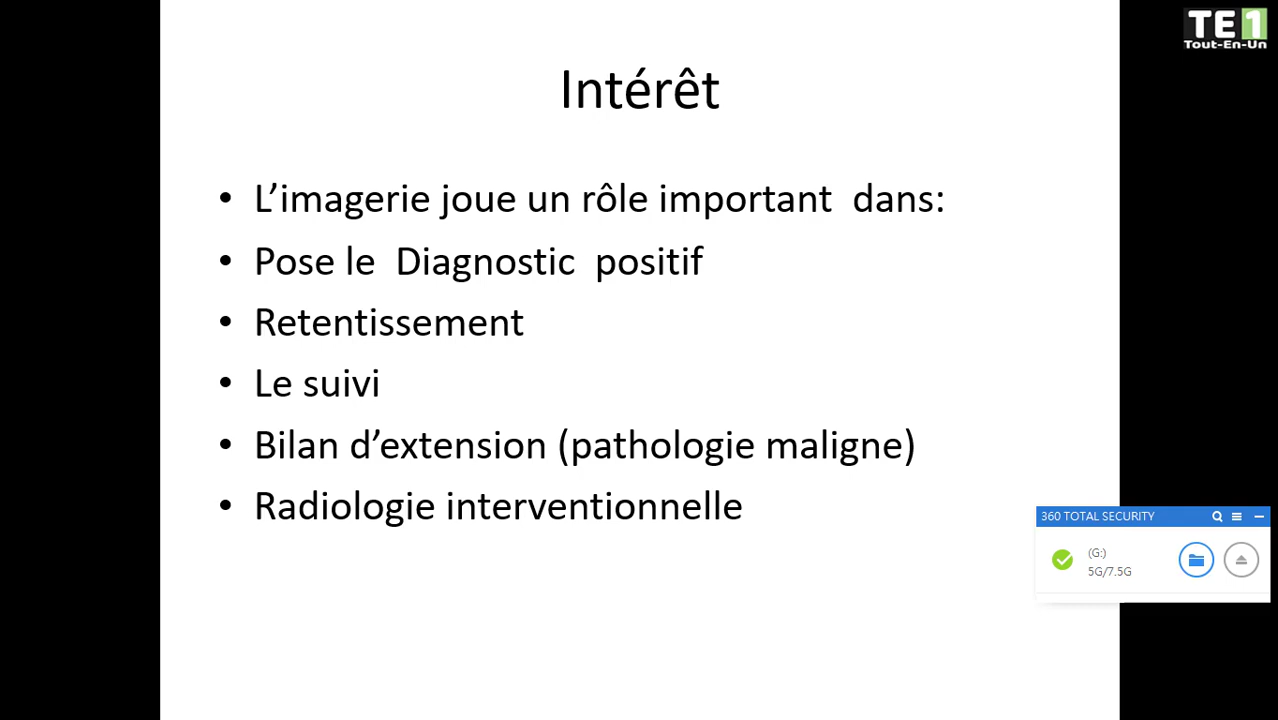 TE1
Tout-En-Un
Intérêt
• L’imagerie joue un rôle important dans:
• Pose le Diagnostic positif
• Retentissement
• Le suivi
• Bilan d’extension (pathologie maligne)
• Radiologie interventionnelle
360 TOTAL SECURITY
(G:)
5G/7.5G